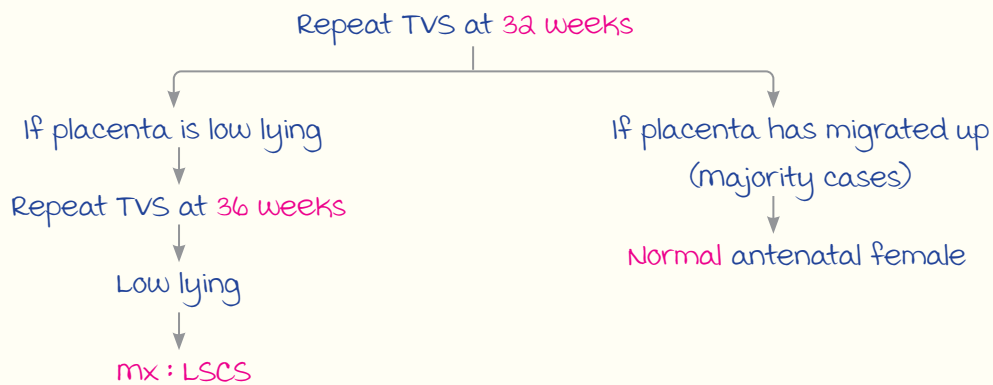 Repeat TVS at 32 weeks
If placenta is low lying
Repeat TVS at 36 weeks
Low lying
mx : LSCS
If placenta has migrated up
(majority cases)
Normal antenatal female